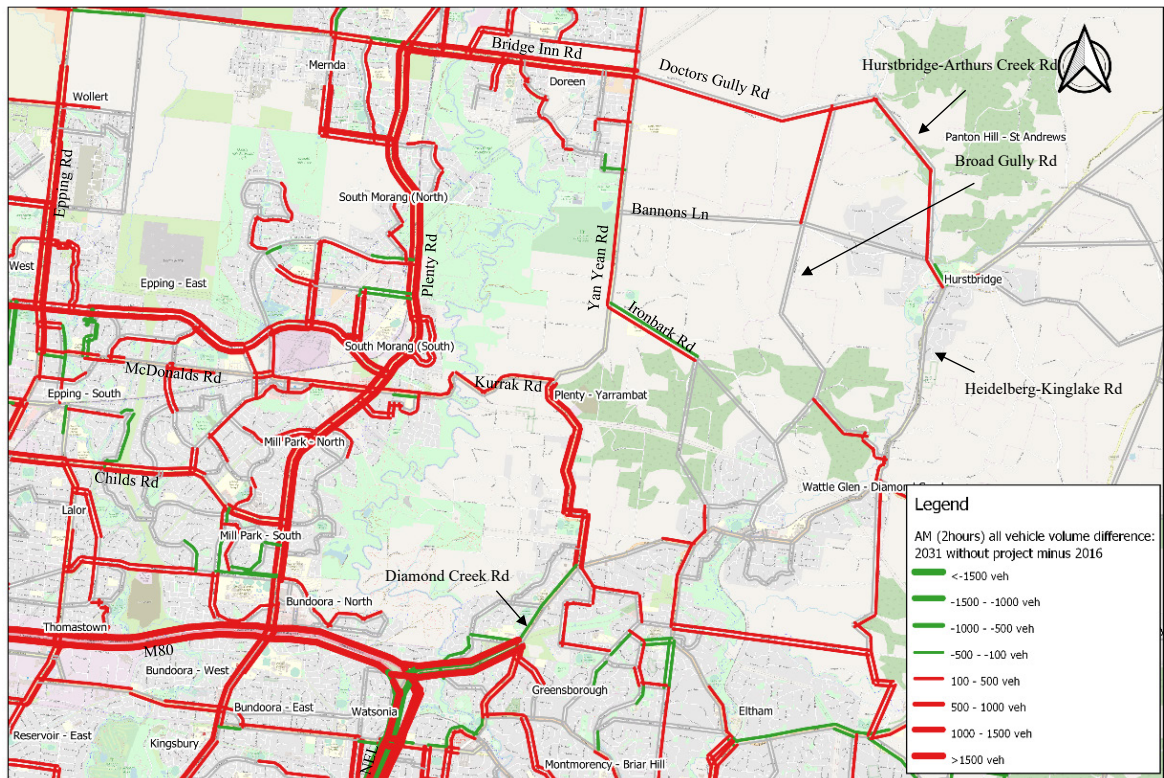 Bridge Inn Rd
Mernda
Doreen
Wollert
Doctors Gully Rd
Hurstbridge-Arthurs Creek Rd
Panton Hill - St Andrews
Broad Gully Rd
Epping Rd
South Morang (North)
Bannons Ln
Plenty Rd
Yan Yean Rd
West
Epping - East
Hurstbridge
Ironbark Rd
South Morang (South)
McDonalds Rd
Kurrak Rd
Heidelberg-Kinglake Rd
Epping - South
Plenty - Yarrambat
Mill Park - North
Childs Rd
Wattle Glen - Diamond
Lalor
Mill Park - South
Diamond Creek Rd
Bundoora - North
Thomastown
M80
Bundoora - West
Greensborough
Bundoora - East
Watsonia
Eltham
Reservoir - East
Kingsbury
NEL
Montmorency - Briar Hill
Legend
AM (2hours) all vehicle volume difference:
2031 without project minus 2016
<-1500 veh
-1500 - -1000 veh
-1000 - -500 veh
-500 - -100 veh
100 - 500 veh
500 - 1000 veh
1000 - 1500 veh
>1500 veh